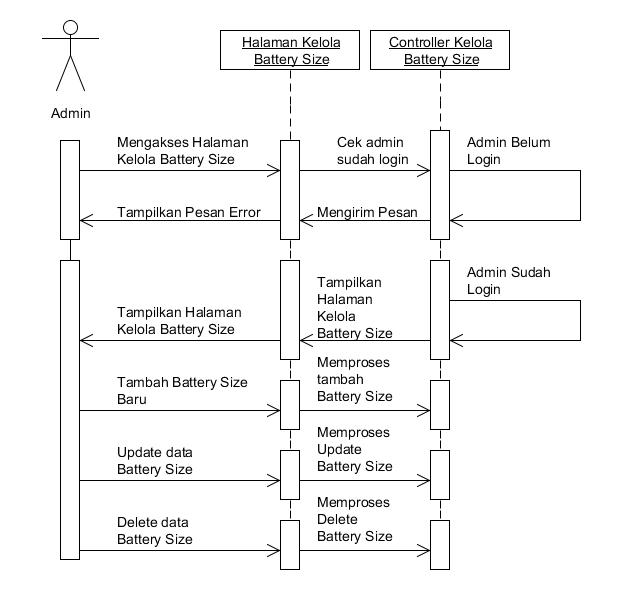 Halaman Kelola
Battery Size
Controller Kelola
Battery Size
Admin
Mengakses Halaman
Kelola Battery Size
Cek admin
sudah login
Admin Belum
Login
Tampilkan Pesan Error
Mengirim Pesan
Admin Sudah
Login
Tampilkan
Halaman
Kelola
Battery Size
Tampilkan Halaman
Kelola Battery Size
Tambah Battery Size
Baru
Memproses
tambah
Battery Size
Update data
Battery Size
Memproses
Update
Battery Size
Delete data
Battery Size
Memproses
Delete
Battery Size